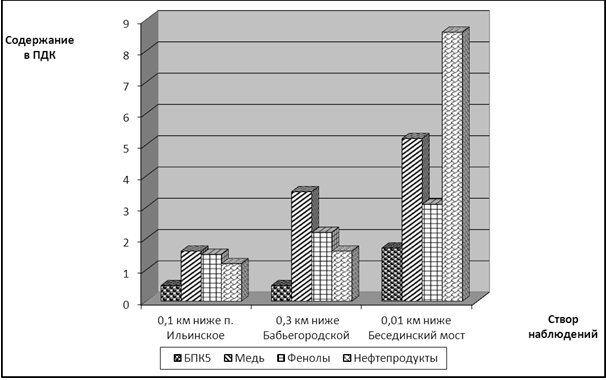 Содержание
в ПДК
9
8
7
6
5
4
3
2
1
0
0,1 км ниже п.
Ильинское
0,3 км ниже
Бабьегородской
0,01 км ниже
Бесединский мост
Створ
наблюдений
БПК5 Медь Фенолы Нефтепродукты